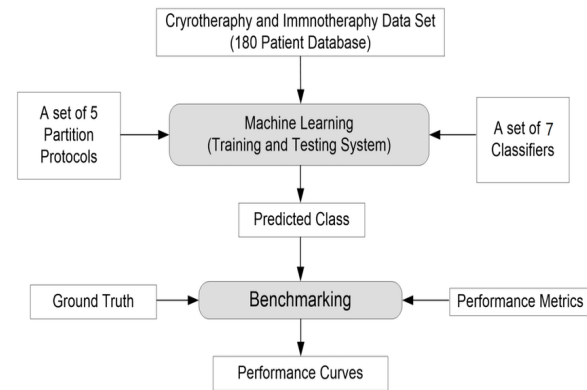 Cryrotheraphy and Immnotheraphy Data Set
(180 Patient Database)
A set of 5
Partition
Protocols
Machine Learning
(Training and Testing System)
A set of 7
Classifiers
Predicted Class
Ground Truth
Benchmarking
Performance Metrics
Performance Curves